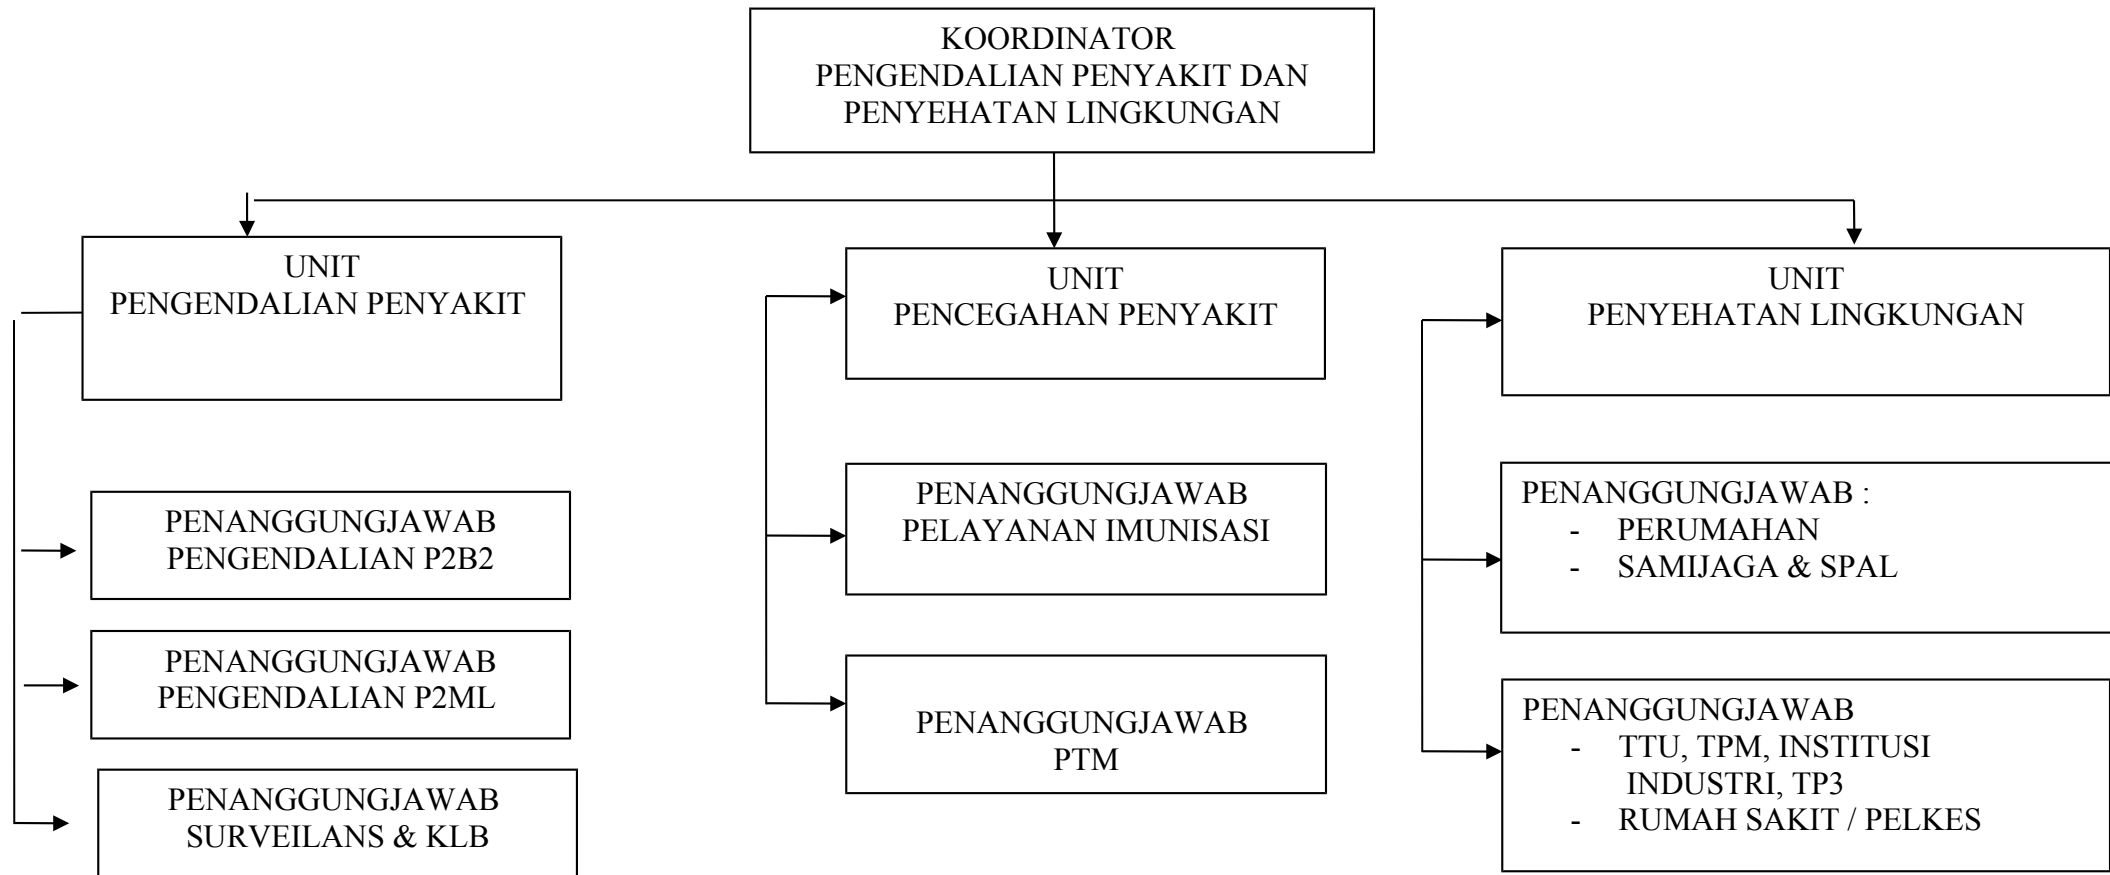 KOORDINATOR
PENGENDALIAN PENYAKIT DAN
PENYEHATAN LINGKUNGAN
UNIT
PENGENDALIAN PENYAKIT
PENANGGUNGJAWAB
PENGENDALIAN P2B2
PENANGGUNGJAWAB
PENGENDALIAN P2ML
PENANGGUNGJAWAB
SURVEILANS & KLB
UNIT
PENCEGAHAN PENYAKIT
PENANGGUNGJAWAB
PELAYANAN IMUNISASI
PENANGGUNGJAWAB
PTM
UNIT
PENYEHATAN LINGKUNGAN
PENANGGUNGJAWAB :
- PERUMAHAN
- SAMIJAGA & SPAL
PENANGGUNGJAWAB
- TTU, TPM, INSTITUSI
INDUSTRI, TP3
- RUMAH SAKIT / PELKES